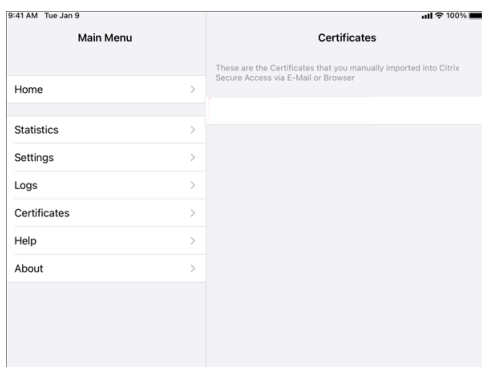 9:41 AM Tue Jan 9
100%
Main Menu
Certificates
These are the Certificates that you manually imported into Citrix
Secure Access via E-Mail or Browser
Home
Statistics
Settings
Logs
Certificates
Help
About